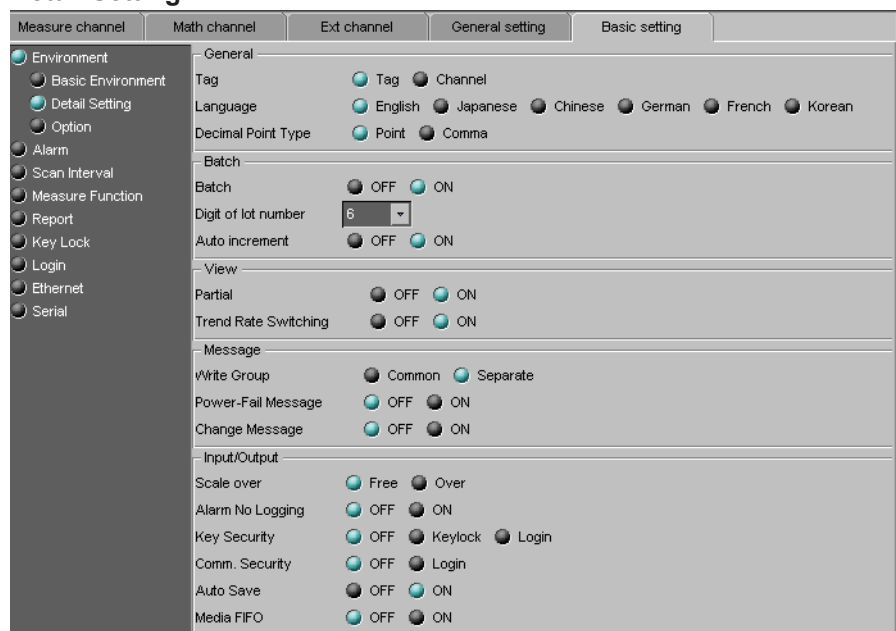 Measure channel Math channel Ext channel General setting Basic setting
Environment
Basic Environment
Detail Setting
Option
Alarm
Scan Interval
Measure Function
Report
Key Lock
Login
Ethernet
Serial
General
Tag Tag Channel
Language English Japanese Chinese German French Korean
Decimal Point Type Point Comma
Batch
Batch OFF ON
Digit of lot number 6
Auto increment OFF ON
View
Partial OFF ON
Trend Rate Switching OFF ON
Message
Write Group Common Separate
Power-Fail Message OFF ON
Change Message OFF ON
Input/Output
Scale over Free Over
Alarm No Logging OFF ON
Key Security OFF Keylock Login
Comm. Security OFF Login
Auto Save OFF ON
Media FIFO OFF ON